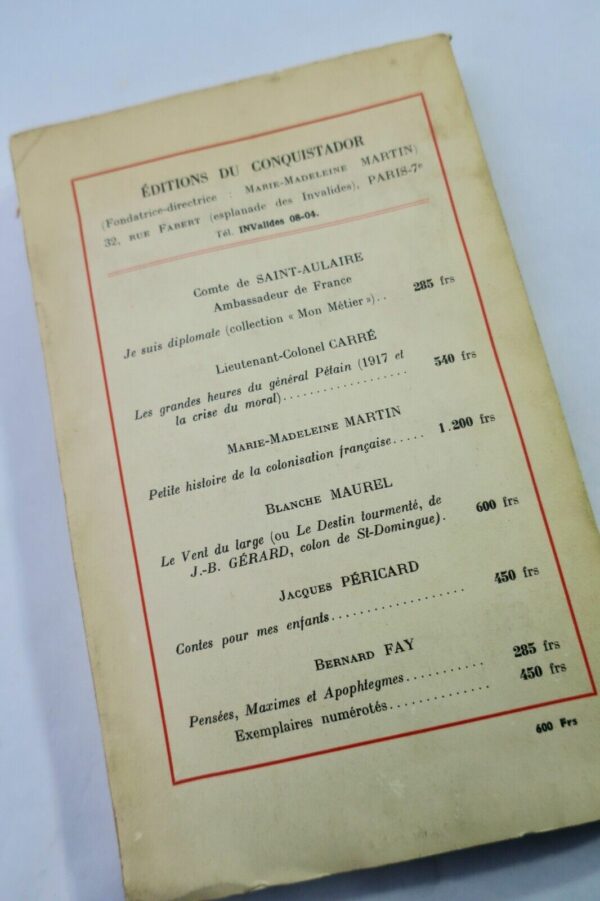 ÉDITIONS DU CONQUISTADOR
(Fondatrice-directrice : Marie-Madeleine MARTIN)
32, rue Fabert (esplanade des Invalides), PARIS-7e
Tél. INValides 08-04.
Comte de SAINT-AULAIRE
Ambassadeur de France
Je suis diplomate (collection « Mon Métier »).. 285 frs
Lieutenant-Colonel CARRÉ
Les grandes heures du général Pétain (1917 et
la crise du moral)................... 540 frs
Marie-Madeleine MARTIN
Petite histoire de la colonisation française..... 1.200 frs
Blanche MAUREL
Le Vent du large (ou Le Destin tourmenté, de
J.-B. GÉRARD, colon de St-Domingue). 600 frs
Jacques PÉRICARD
Contes pour mes enfants.................... 450 frs
Bernard FAY
Pensées, Maximes et Apophtegmes........... 285 frs
Exemplaires numérotés............... 450 frs
600 Frs